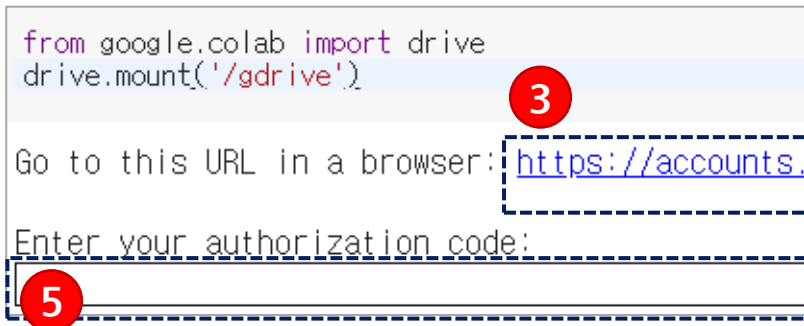 from google.colab import drive
drive.mount('/gdrive')
3
Go to this URL in a browser: https://accounts.
Enter your authorization code:
5